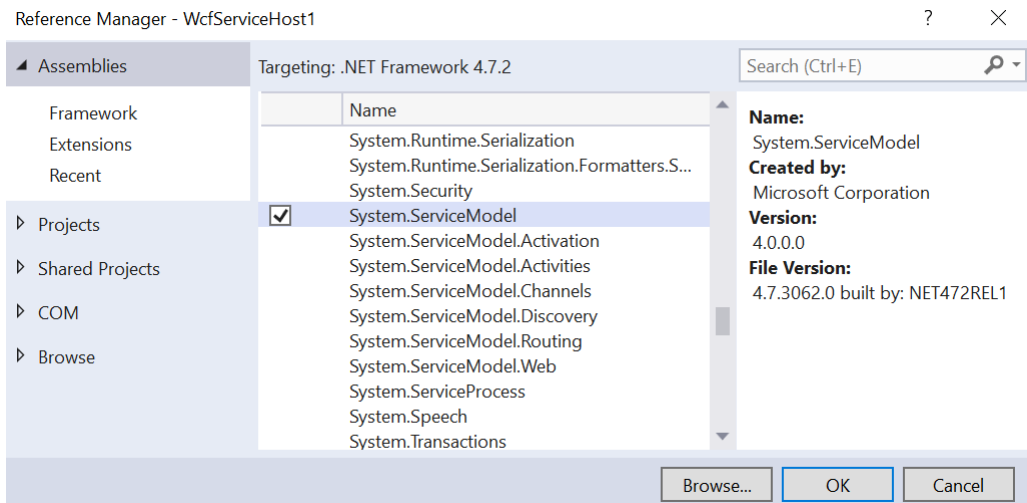 Reference Manager - WcfServiceHost1
?
Assemblies
Framework
Extensions
Recent
Projects
Shared Projects
COM
Browse
Targeting: .NET Framework 4.7.2
Name
System.Runtime.Serialization
System.Runtime.Serialization.Formatters.S...
System.Security
System.ServiceModel
System.ServiceModel.Activation
System.ServiceModel.Activities
System.ServiceModel.Channels
System.ServiceModel.Discovery
System.ServiceModel.Routing
System.ServiceModel.Web
System.ServiceProcess
System.Speech
System.Transactions
Search (Ctrl+E)
Name:
System.ServiceModel
Created by:
Microsoft Corporation
Version:
4.0.0.0
File Version:
4.7.3062.0 built by: NET472REL1
Browse...
OK
Cancel